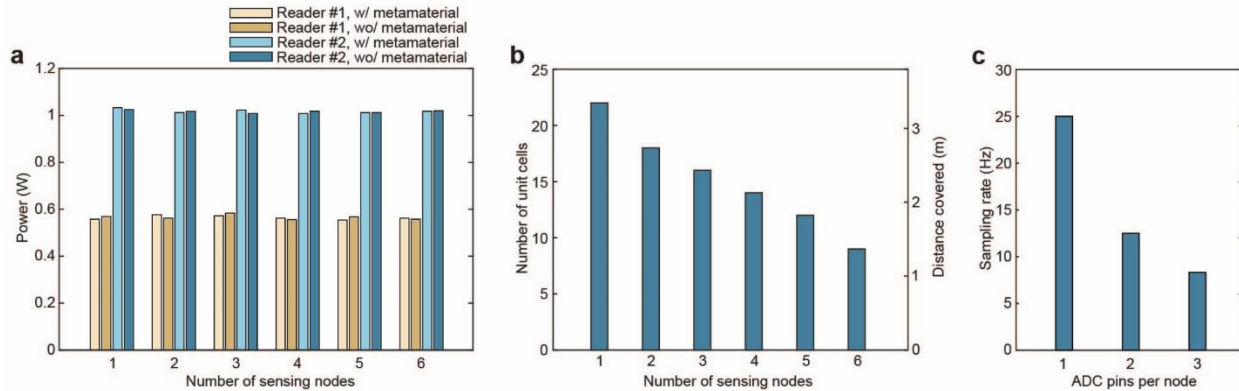 Reader #1, w/ metamaterial
Reader #1, wo/ metamaterial
Reader #2, w/ metamaterial
Reader #2, wo/ metamaterial
a
1.2
1
0.8
0.6
0.4
0.2
0
Power (W)
1 2 3 4 5 6
Number of sensing nodes
b
25
20
15
10
5
0
Number of unit cells
3
2
1
0
Distance covered (m)
1 2 3 4 5 6
Number of sensing nodes
c
30
25
20
15
10
5
0
Sampling rate (Hz)
1 2 3
ADC pins per node